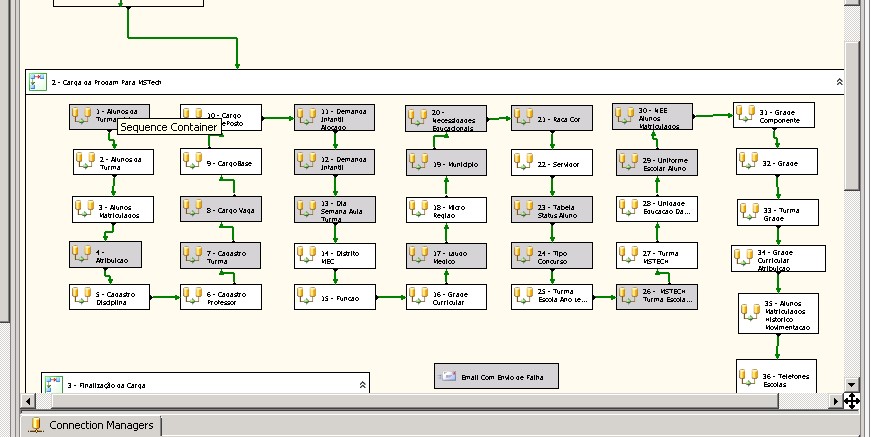 2 - Carga da Prodam Para MSTech
1 - Alunos da
Turma
Sequence Container
2 - Alunos da
Turma
3 - Alunos
Matriculados
4 -
Atribuicao
5 - Cadastro
Disciplina
6 - Cadastro
Professor
7 - Cadastro
Turma
8 - Cargo Vaga
9 - CargoBase
10 - Cargo
11 - Demanda
Infantil
Alocado
12 - Demanda
Infantil
13 - Dia
Semana Aula
Turma
14 - Distrito
MEC
15 - Funcao
16 - Grade
Curricular
17 - Laudo
Medico
18 - Micro
Regiao
19 - Municipio
20 -
Necessidades
Educacionais
21 - Raca Cor
22 - Servidor
23 - Tabela
Status Aluno
24 - Tipo
Concurso
25 - Turma
Escola Ano Le...
26 - MSTECH
Turma Escola...
27 - Turma
MSTECH
28 - Unidade
Educacao Da...
29 - Uniforme
Escolar Aluno
30 - NEE
Alunos
Matriculados
31 - Grade
Componente
32 - Grade
33 - Turma
Grade
34 - Grade
Curricular
Atribuicao
35 - Alunos
Matriculados
Historico
Movimentacao
36 - Telefones
Escolas
3 - Finalização da Carga
Email Com Envio de Falha
Connection Managers